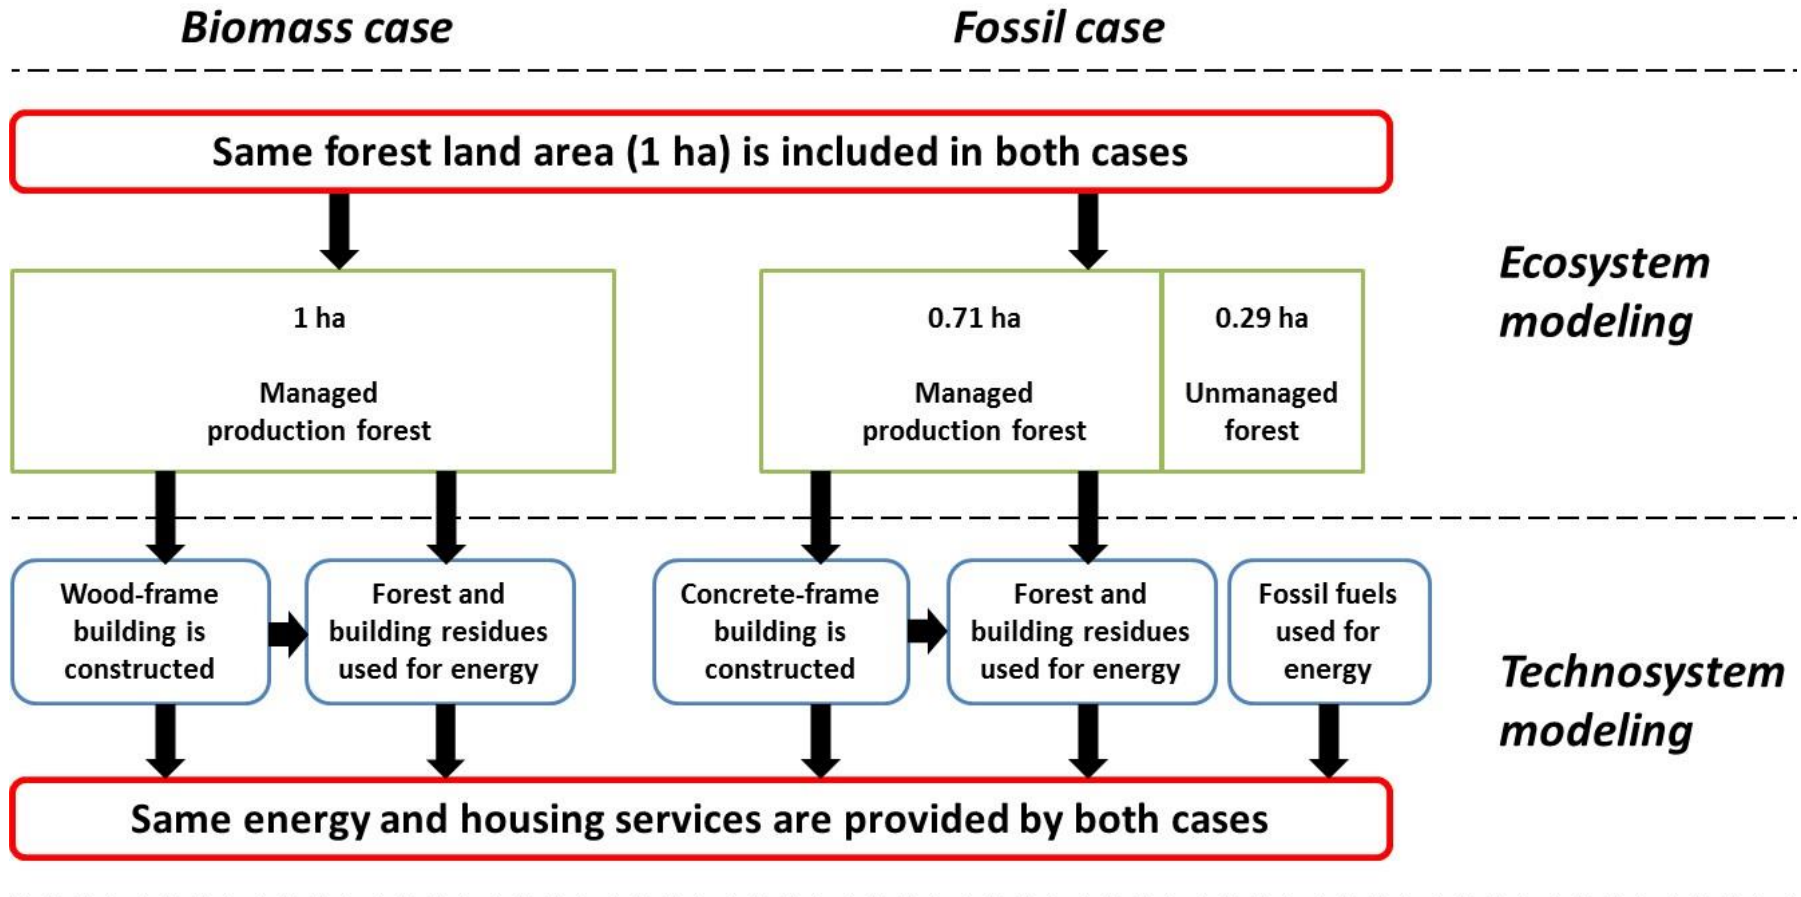 Biomass case
Fossil case
Same forest land area (1 ha) is included in both cases
1 ha
Managed
production forest
0.71 ha
Managed
production forest
0.29 ha
Unmanaged
forest
Ecosystem
modeling
Wood-frame
building is
constructed
Forest and
building residues
used for energy
Concrete-frame
building is
constructed
Forest and
building residues
used for energy
Fossil fuels
used for
energy
Technosystem
modeling
Same energy and housing services are provided by both cases